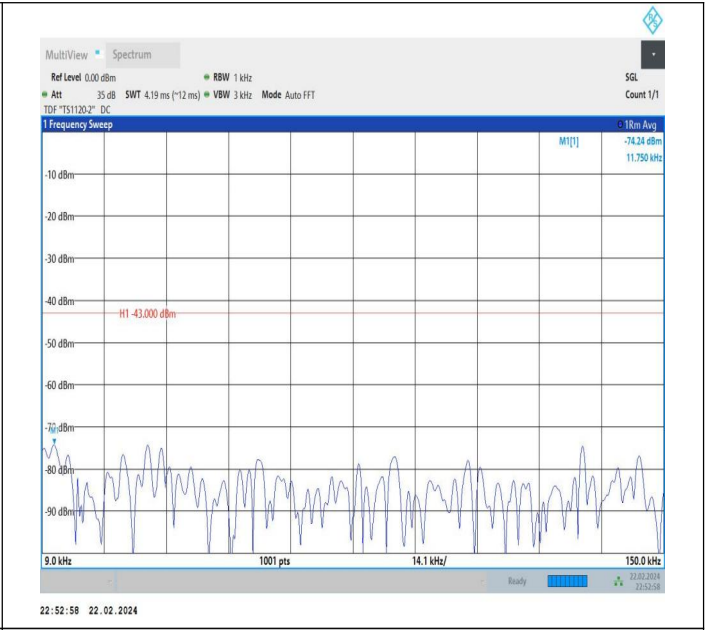 MultiView Spectrum
Ref Level 0.00 dBm RBW 1 kHz SGL
Att 35 dB SWT 4.19 ms (~12 ms) VBW 3 kHz Mode Auto FFT Count 1/1
TDF "TS1120-2" DC
1 Frequency Sweep 1Rm Avg
M1[1] -74.24 dBm
11.750 kHz
-10 dBm
-20 dBm
-30 dBm
-40 dBm
H1 -43.000 dBm
-50 dBm
-60 dBm
-70 dBm
M1
-80 dBm
-90 dBm
9.0 kHz 1001 pts 14.1 kHz/ 150.0 kHz
Ready 22.02.2024
22:52:58
22:52:58 22.02.2024